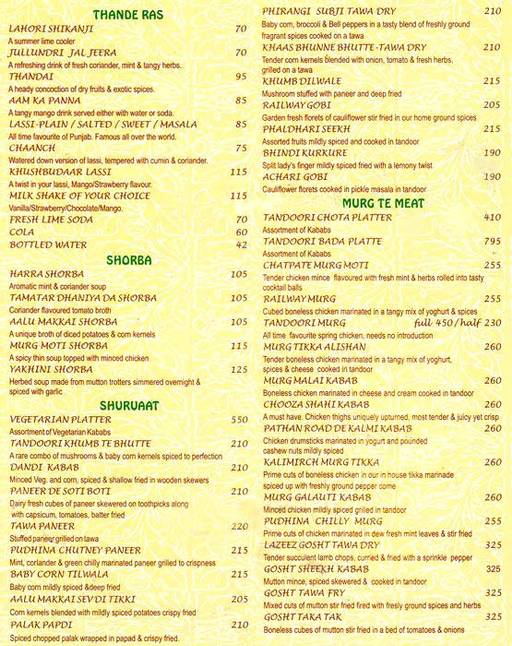 THANDE RAS
LAHORI SHIKANJI 70
A summer lime cooler
JULLUNDRI JAL JEERA 70
A refreshing drink of fresh coriander, mint & tangy herbs.
THANDAI 95
A heady concoction of dry fruits & exotic spices.
AAM KA PANNA 85
A tangy mango drink served either with water or soda.
LASSI-PLAIN / SALTED / SWEET / MASALA 85
All time favourite of Punjab. Famous all over the world.
CHAANCH 75
Watered down version of lassi, tempered with cumin & coriander.
KHUSHBUDAAR LASSI 115
A twist in your lassi, Mango/Strawberry flavour.
MILK SHAKE OF YOUR CHOICE 115
Vanilla/Strawberry/Chocolate/Mango.
FRESH LIME SODA 70
COLA 60
BOTTLED WATER 42
SHORBA
HARRA SHORBA 105
Aromatic mint & coriander soup
TAMATAR DHANIYA DA SHORBA 105
Coriander flavoured tomato broth
AALU MAKKAI SHORBA 105
A unique broth of diced potatoes & corn kernels
MURG MOTI SHORBA 115
A spicy thin soup topped with minced chicken
YAKHINI SHORBA 125
Herbed soup made from mutton trotters simmered overnight &
spiced with garlic
SHURUAAT
VEGETARIAN PLATTER 550
Assortment of Vegetarian Kababs
TANDOORI KHUMB TE BHUTTE 210
A rare combo of mushrooms & baby corn kernels spiced to perfection
DANDI KABAB 210
Minced Veg. and corn, spiced & shallow fried in wooden skewers
PANEER DE SOTI BOTI 210
Dairy fresh cubes of paneer skewered on toothpicks along
with capsicum, tomatoes, batter fried
TAWA PANEER 220
Stuffed paneer grilled on tawa
PUDHINA CHUTNEY PANEER 215
Mint, coriander & green chilly marinated paneer grilled to crispness
BABY CORN TILWALA 215
Baby corn mildly spiced &deep fried
AALU MAKKAI SEV DI TIKKI 205
Corn kernels blended with mildly spiced potatoes crispy fried
PALAK PAPDI 210
Spiced chopped palak wrapped in papad & crispy fried.
PHIRANGI SUBJI TAWA DRY 210
Baby corn, broccoli & Bell peppers in a tasty blend of freshly ground
fragrant spices cooked on a tawa
KHAAS BHUNNE BHUTTE-TAWA DRY 210
Tender corn kernels blended with onion, tomato & fresh herbs.
grilled on a tawa
KHUMB DILWALE 215
Mushroom stuffed with paneer and deep fried
RAILWAY GOBI 205
Garden fresh florets of cauliflower stir fried in our home ground spices
PHALDHARI SEEKH 215
Assorted fruits mildly spiced and cooked in tandoor
BHINDI KURKURE 190
Split lady's finger mildly spiced fried with a lemony twist
ACHARI GOBI 190
Cauliflower florets cooked in pickle masala in tandoor
MURG TE MEAT
TANDOORI CHOTA PLATTER 410
Assortment of Kababs
TANDOORI BADA PLATTE 795
Assortment of Kababs
CHATPATE MURG MOTI 255
Tender chicken mince flavoured with fresh mint & herbs rolled into tasty
cocktail balls
RAILWAY MURG 255
Cubed boneless chicken marinated in a tangy mix of yoghurt & spices
TANDOORI MURG full 450/half 230
All time favourite spring chicken, needs no introduction
MURG TIKKA ALISHAN 260
Tender boneless chicken marinated in a tangy mix of yoghurt,
spices & cheese cooked in tandoor
MURG MALAI KABAB 260
Boneless chicken marinated in cheese and cream cooked in tandoor
CHOOZA SHAHI KABAB 260
A must have. Chicken thighs uniquely upturned, most tender & juicy yet crisp
PATHAN ROAD DE KALMI KABAB 260
Chicken drumsticks marinated in yogurt and pounded
cashew nuts mildly spiced
KALIMIRCH MURG TIKKA 260
Prime cuts of boneless chicken in our in house tikka marinade
spiced up with freshly ground pepper corns
MURG GALAUTI KABAB 260
Minced chicken mildly spiced grilled in tandoor
PUDHINA CHILLY MURG 255
Prime cuts of chicken marinated in dew fresh mint leaves & stir fried
LAZEEZ GOSHT TAWA DRY 325
Tender succulent lamb chops, curried & fried with a sprinkle pepper
GOSHT SHEEKH KABAB 325
Mutton mince, spiced skewered & cooked in tandoor
GOSHT TAWA FRY 325
Mixed cuts of mutton stir fried fired with fresly ground spices and herbs
GOSHT TAKA TAK 325
Boneless cubes of mutton stir fried in a bed of tomatoes & onions